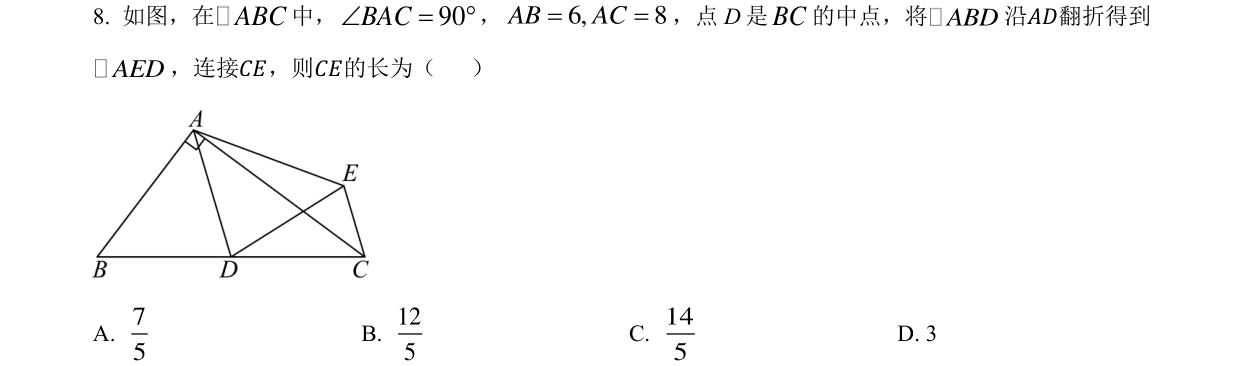 8. 如图，在□ABC中，∠BAC=90°，AB=6,AC=8，点D是BC的中点，将□ABD沿AD翻折得到
□AED，连接CE，则CE的长为（ ）
A
E
B
D
C
A. 7/5 B. 12/5 C. 14/5 D. 3